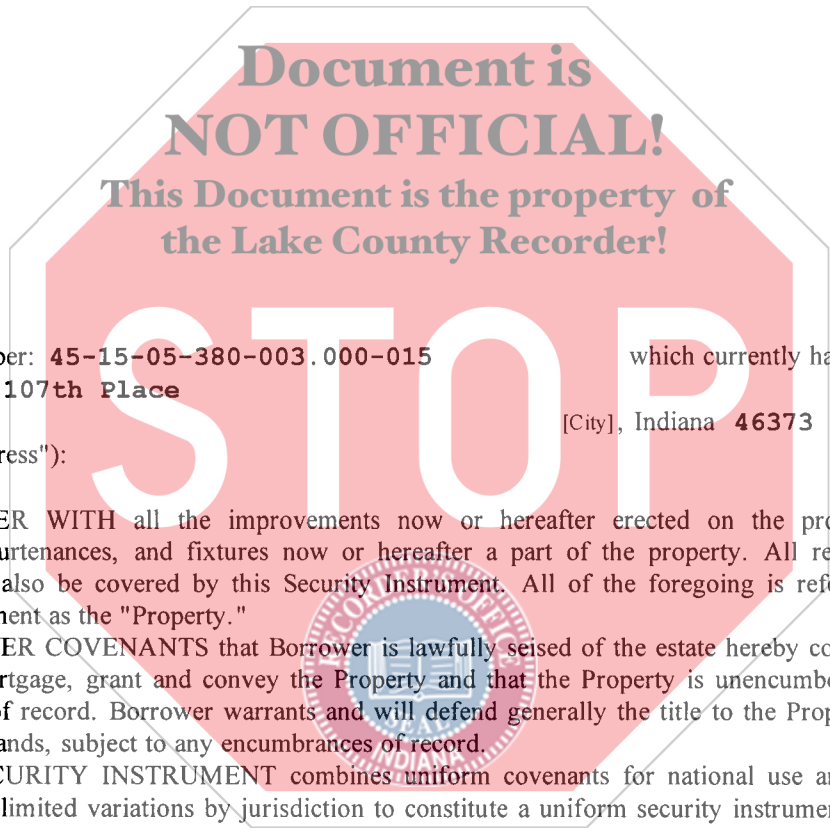 Document is
NOT OFFICIAL!
This Document is the property of
the Lake County Recorder!
STOP
ber: 45-15-05-380-003.000-015 which currently ha
107th Place
[City], Indiana 46373
ress"):
ER WITH all the improvements now or hereafter erected on the pro
urtenances, and fixtures now or hereafter a part of the property. All re
also be covered by this Security Instrument. All of the foregoing is refe
ment as the "Property."
ER COVENANTS that Borrower is lawfully seised of the estate hereby co
rtgage, grant and convey the Property and that the Property is unencumbe
of record. Borrower warrants and will defend generally the title to the Prop
ands, subject to any encumbrances of record.
CURITY INSTRUMENT combines uniform covenants for national use an
limited variations by jurisdiction to constitute a uniform security instrumen
RECORDER'S OFFICE
SEAL
INDIANA